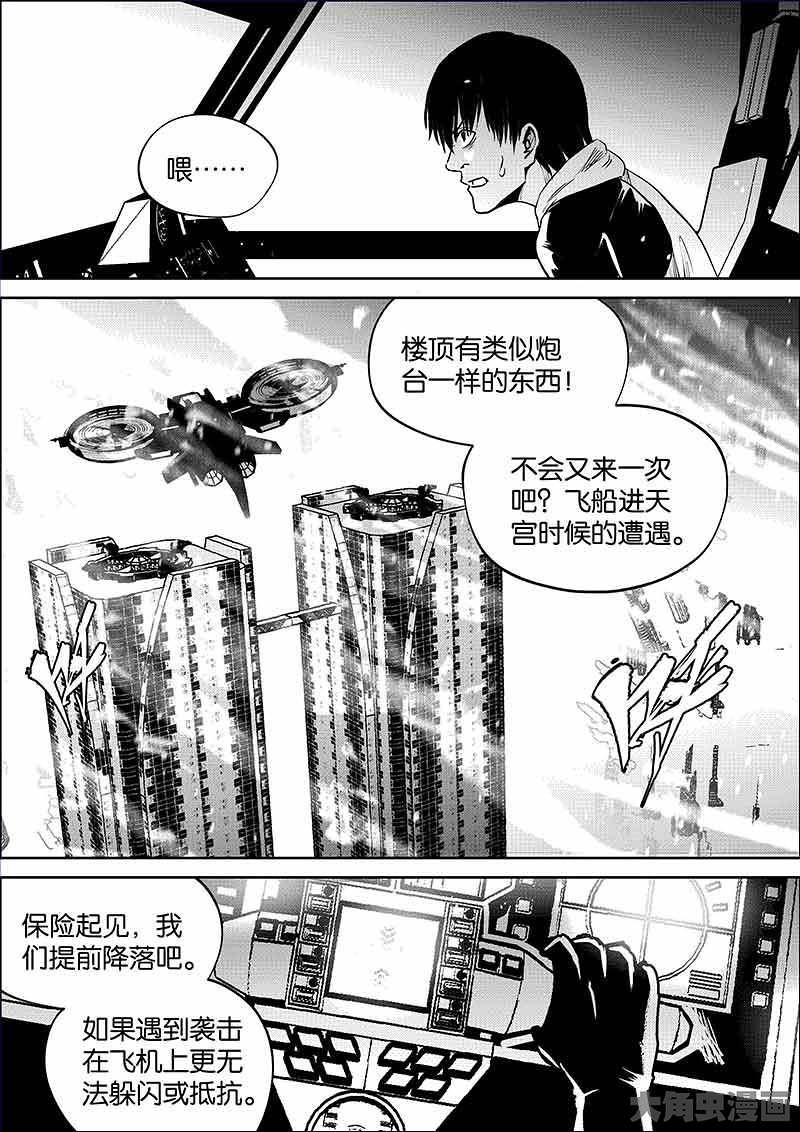 喂……
楼顶有类似炮
台一样的东西！
不会又来一次
吧？飞船进天
宫时候的遭遇。
保险起见，我
们提前降落吧。
如果遇到袭击
在飞机上更无
法躲闪或抵抗。
大角虫漫画